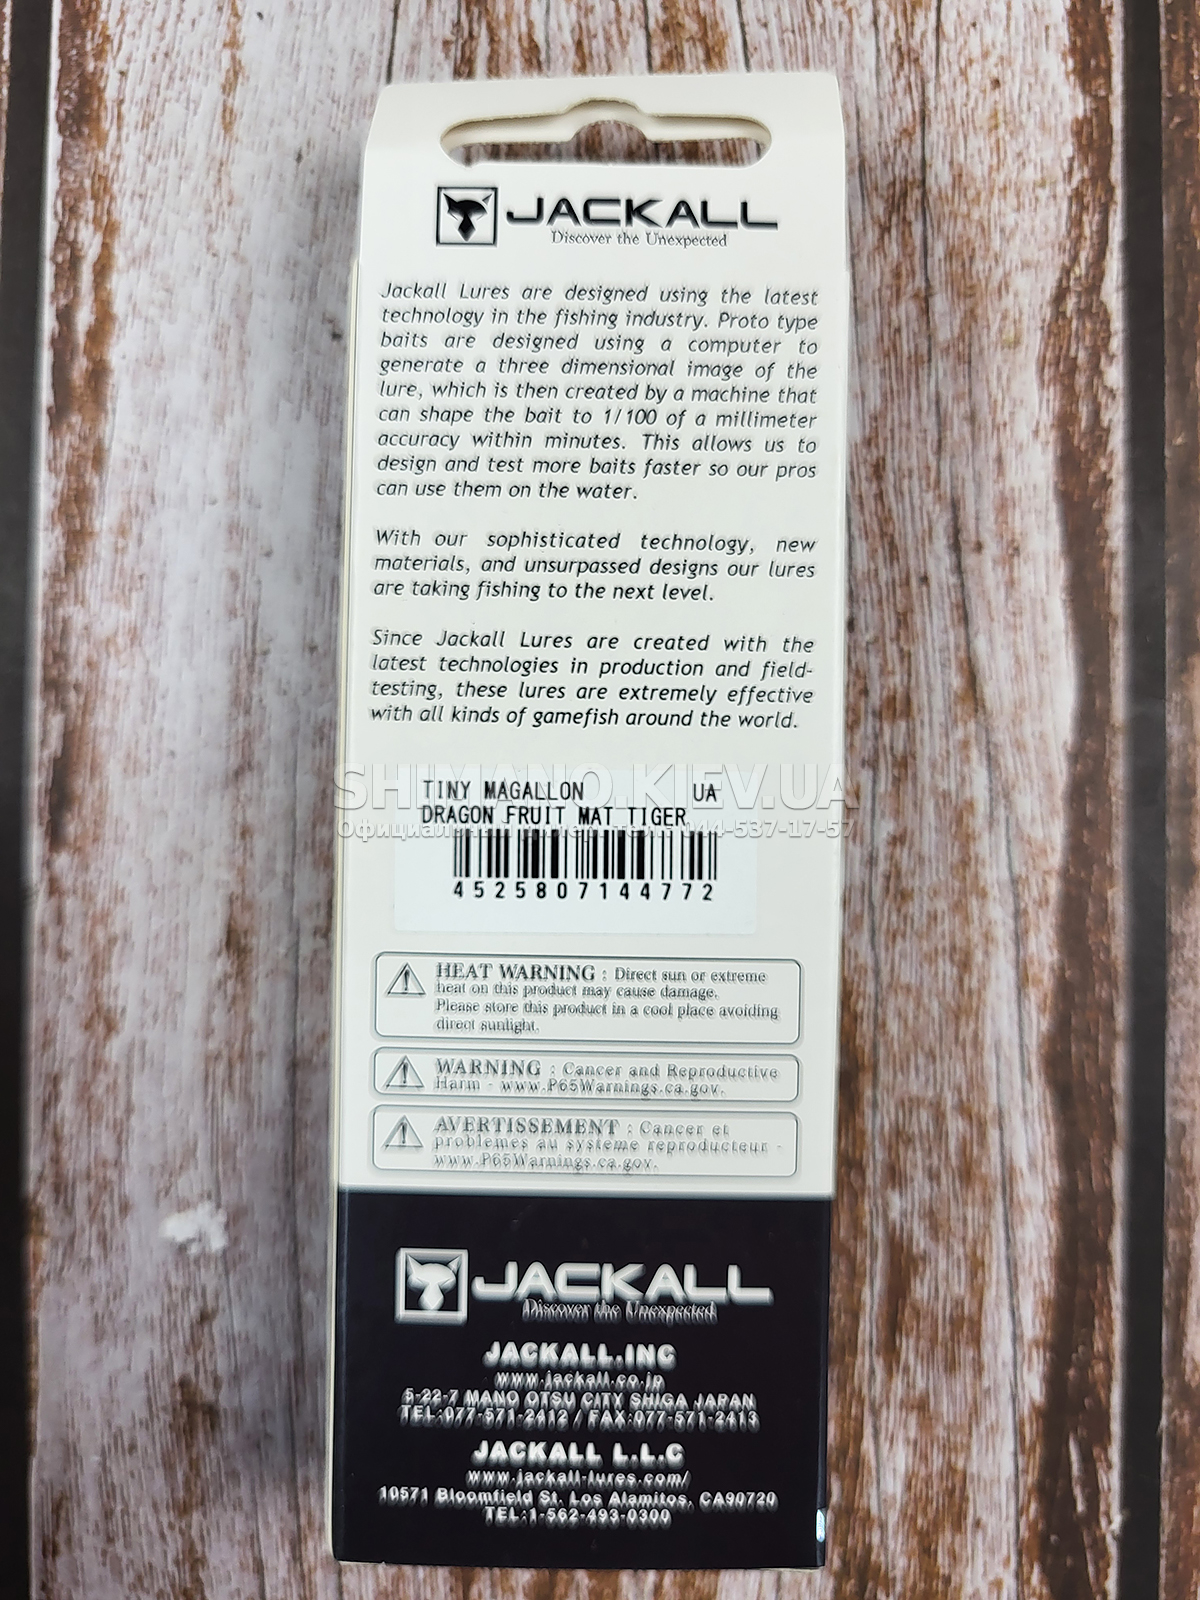 JACKALL
Discover the Unexpected
Jackall Lures are designed using the latest
technology in the fishing industry. Proto type
baits are designed using a computer to
generate a three dimensional image of the
lure, which is then created by a machine that
can shape the bait to 1/100 of a millimeter
accuracy within minutes. This allows us to
design and test more baits faster so our pros
can use them on the water.
With our sophisticated technology, new
materials, and unsurpassed designs our lures
are taking fishing to the next level.
Since Jackall Lures are created with the
latest technologies in production and field-
testing, these lures are extremely effective
with all kinds of gamefish around the world.
SHIMANO.KIEV.UA
TINY MAGALLON UA
DRAGON FRUIT MAT TIGER
044-537-17-57
4525807144772
HEAT WARNING : Direct sun or extreme
heat on this product may cause damage.
Please store this product in a cool place avoiding
direct sunlight.
WARNING : Cancer and Reproductive
Harm - www.P65Warnings.ca.gov.
AVERTISSEMENT : Cancer et
problèmes au système reproducteur -
www.P65Warnings.ca.gov.
JACKALL
Discover the Unexpected
JACKALL.INC
www.jackall.co.jp
5-22-7 MANO OTSU CITY SHIGA JAPAN
TEL:077-571-2412 / FAX:077-571-2413
JACKALL L.L.C
www.jackall-lures.com/
10571 Bloomfield St. Los Alamitos, CA90720
TEL:1-562-493-0300